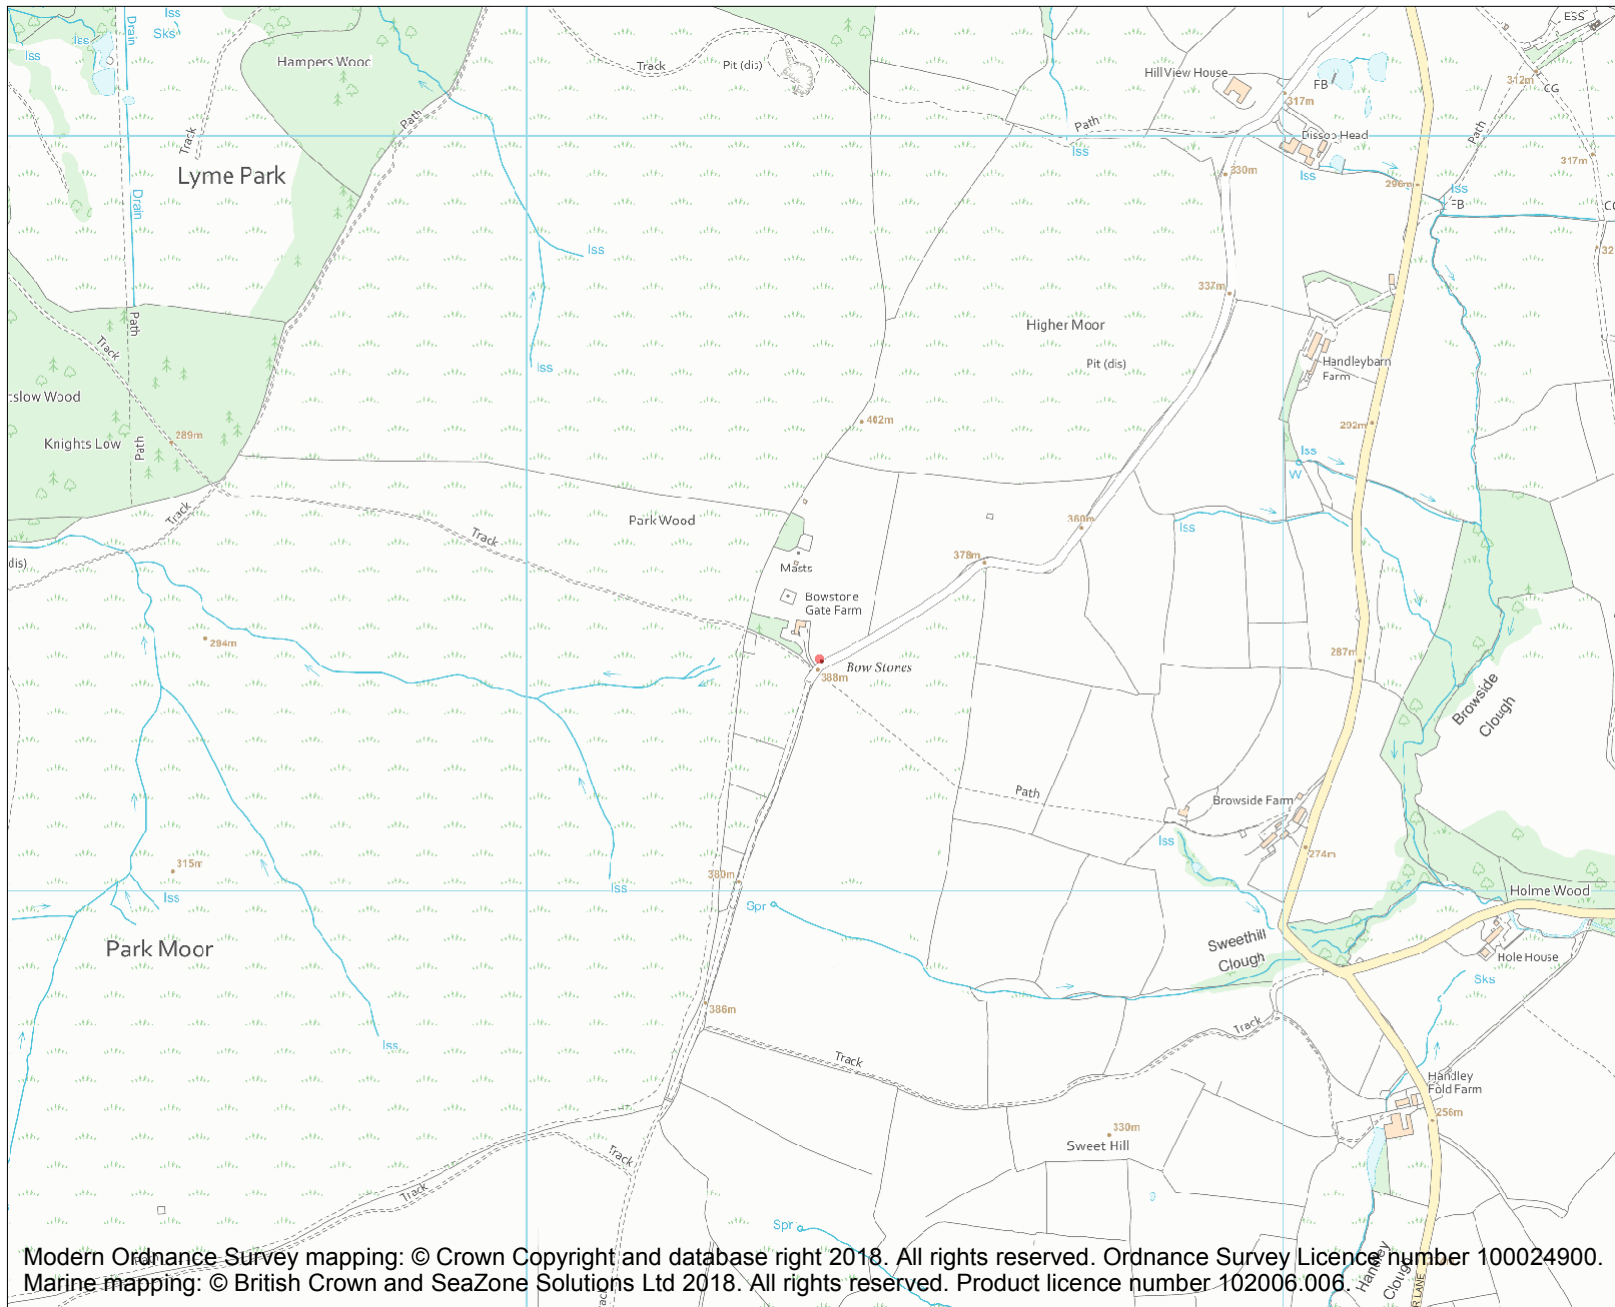 Iss
Sks
Iss
Iss
Drain
Hampers Wood
Track
Pit (dis)
Hill View House
FB
317m
ESS
312m
CG
Path
Track
Path
Path
Dissop Head
317m
Iss
Iss
Iss
Lyme Park
Drain
330m
296m
FB
Iss
337m
Path
Higher Moor
Track
Iss
Pit (dis)
Handleybarn
Farm
Knights Low
289m
Path
402m
292m
Iss
W
Track
Park Wood
360m
Iss
Track
378m
Masts
Bowstone
Gate Farm
294m
287m
Bow Stones
388m
Browside
Clough
Path
Browside Farm
Iss
274m
315m
Iss
380m
Iss
Spr
Holme Wood
Park Moor
Sweethill
Clough
Hole House
Sks
386m
Iss
Track
Track
Handley
Fold Farm
256m
330m
Sweet Hill
Track
Track
Spr
Handley
Clough
Modern Ordnance Survey mapping: © Crown Copyright and database right 2018. All rights reserved. Ordnance Survey Licence number 100024900.
Marine mapping: © British Crown and SeaZone Solutions Ltd 2018. All rights reserved. Product licence number 102006.006.